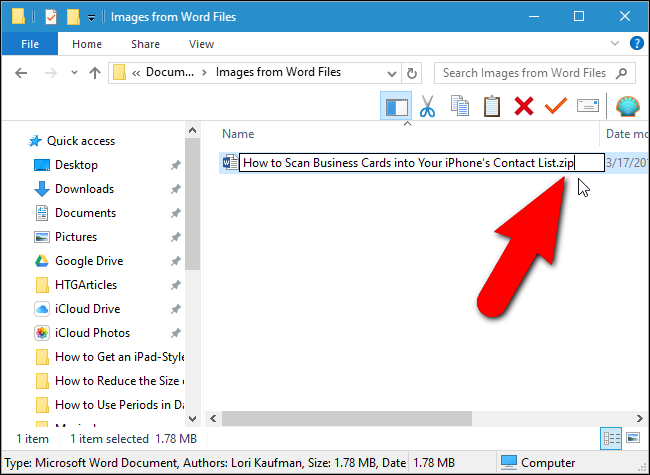 Images from Word Files
File Home Share View
« Docum... > Images from Word Files
Search Images from Word Files
Name Date mo
Quick access
How to Scan Business Cards into Your iPhone's Contact List.zip 3/17/201
Desktop
Downloads
Documents
Pictures
Google Drive
HTGArticles
iCloud Drive
iCloud Photos
How to Get an iPad-Style
How to Reduce the Size o
How to Use Periods in Da
1 item 1 item selected 1.78 MB
Type: Microsoft Word Document, Authors: Lori Kaufman, Size: 1.78 MB, Date 1.78 MB Computer